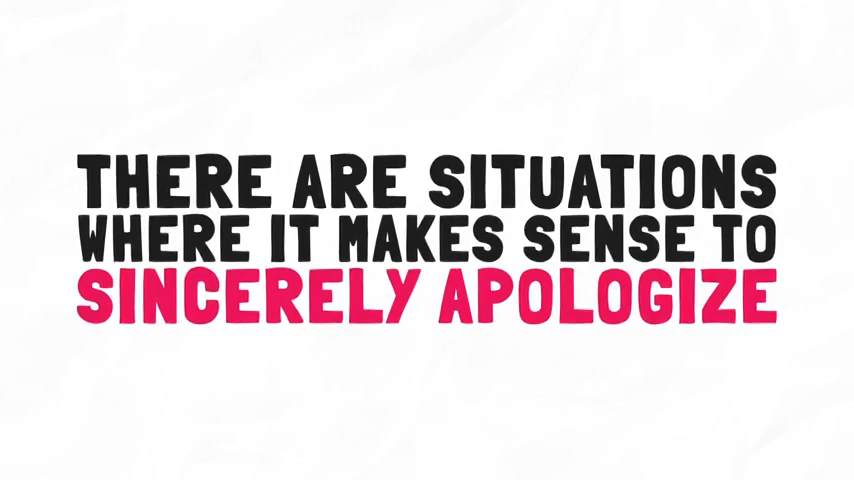 THERE ARE SITUATIONS
WHERE IT MAKES SENSE TO
SINCERELY APOLOGIZE